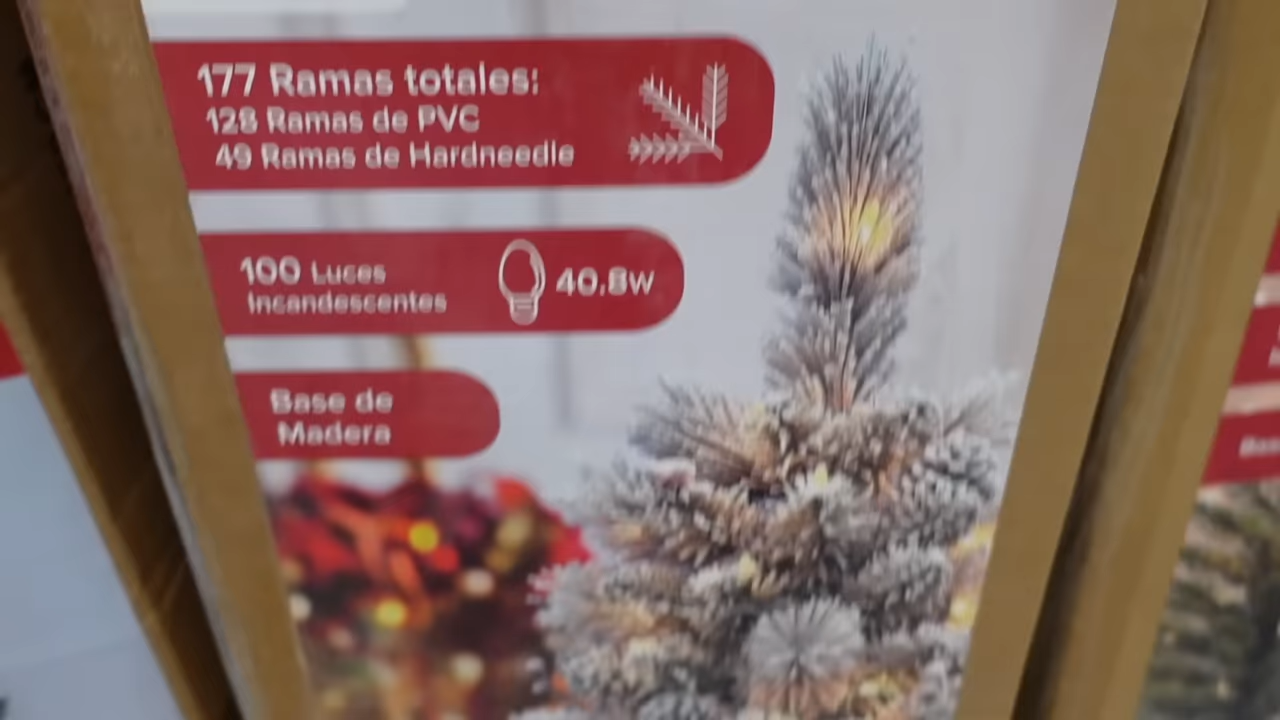 177 Ramas totales:
128 Ramas de PVC
49 Ramas de Hardneedle
100 Luces
Incandescentes
40.8W
Base de
Madera